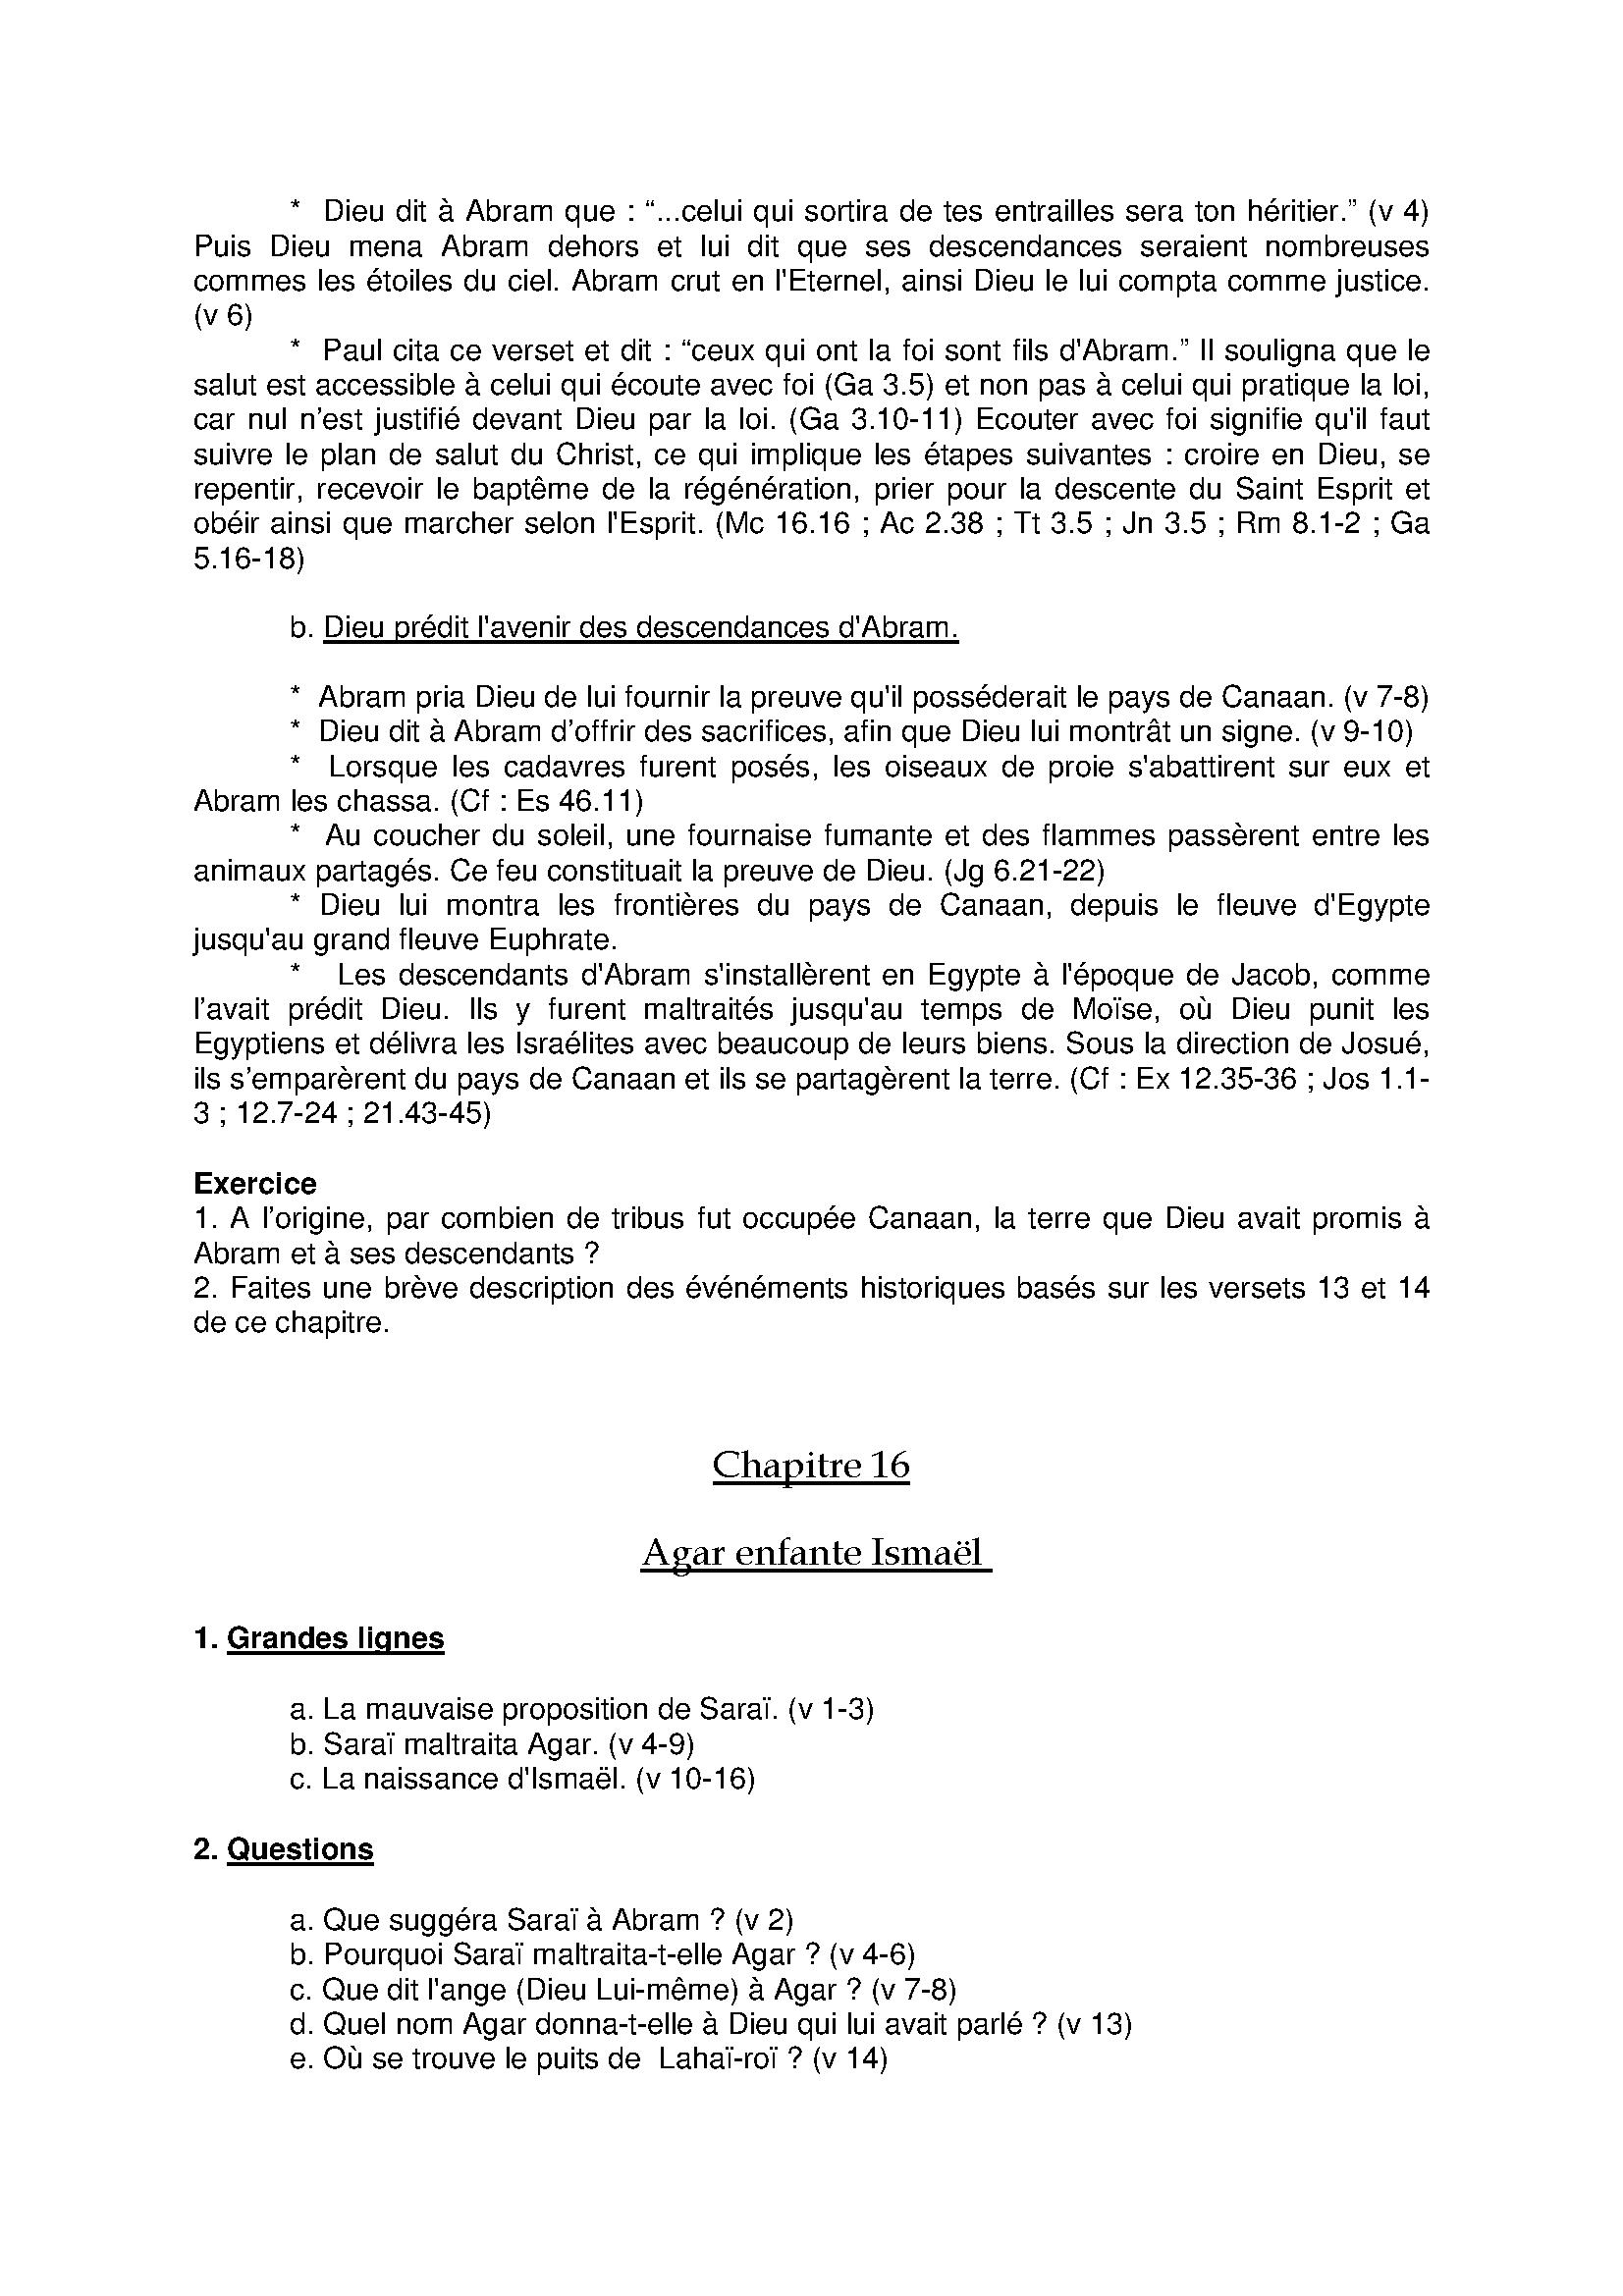 * Dieu dit à Abram que : “...celui qui sortira de tes entrailles sera ton héritier.” (v 4)
Puis Dieu mena Abram dehors et lui dit que ses descendances seraient nombreuses
commes les étoiles du ciel. Abram crut en l'Eternel, ainsi Dieu le lui compta comme justice.
(v 6)
* Paul cita ce verset et dit : “ceux qui ont la foi sont fils d'Abram.” Il souligna que le
salut est accessible à celui qui écoute avec foi (Ga 3.5) et non pas à celui qui pratique la loi,
car nul n’est justifié devant Dieu par la loi. (Ga 3.10-11) Ecouter avec foi signifie qu'il faut
suivre le plan de salut du Christ, ce qui implique les étapes suivantes : croire en Dieu, se
repentir, recevoir le baptême de la régénération, prier pour la descente du Saint Esprit et
obéir ainsi que marcher selon l'Esprit. (Mc 16.16 ; Ac 2.38 ; Tt 3.5 ; Jn 3.5 ; Rm 8.1-2 ; Ga
5.16-18)
b. Dieu prédit l'avenir des descendances d'Abram.
* Abram pria Dieu de lui fournir la preuve qu'il posséderait le pays de Canaan. (v 7-8)
* Dieu dit à Abram d’offrir des sacrifices, afin que Dieu lui montrât un signe. (v 9-10)
* Lorsque les cadavres furent posés, les oiseaux de proie s'abattirent sur eux et
Abram les chassa. (Cf : Es 46.11)
* Au coucher du soleil, une fournaise fumante et des flammes passèrent entre les
animaux partagés. Ce feu constituait la preuve de Dieu. (Jg 6.21-22)
* Dieu lui montra les frontières du pays de Canaan, depuis le fleuve d'Egypte
jusqu'au grand fleuve Euphrate.
* Les descendants d'Abram s'installèrent en Egypte à l'époque de Jacob, comme
l’avait prédit Dieu. Ils y furent maltraités jusqu'au temps de Moïse, où Dieu punit les
Egyptiens et délivra les Israélites avec beaucoup de leurs biens. Sous la direction de Josué,
ils s’emparèrent du pays de Canaan et ils se partagèrent la terre. (Cf : Ex 12.35-36 ; Jos 1.1-
3 ; 12.7-24 ; 21.43-45)
Exercice
1. A l’origine, par combien de tribus fut occupée Canaan, la terre que Dieu avait promis à
Abram et à ses descendants ?
2. Faites une brève description des événéments historiques basés sur les versets 13 et 14
de ce chapitre.
Chapitre 16
Agar enfante Ismaël
1. Grandes lignes
a. La mauvaise proposition de Saraï. (v 1-3)
b. Saraï maltraita Agar. (v 4-9)
c. La naissance d'Ismaël. (v 10-16)
2. Questions
a. Que suggéra Saraï à Abram ? (v 2)
b. Pourquoi Saraï maltraita-t-elle Agar ? (v 4-6)
c. Que dit l'ange (Dieu Lui-même) à Agar ? (v 7-8)
d. Quel nom Agar donna-t-elle à Dieu qui lui avait parlé ? (v 13)
e. Où se trouve le puits de Lahaï-roï ? (v 14)